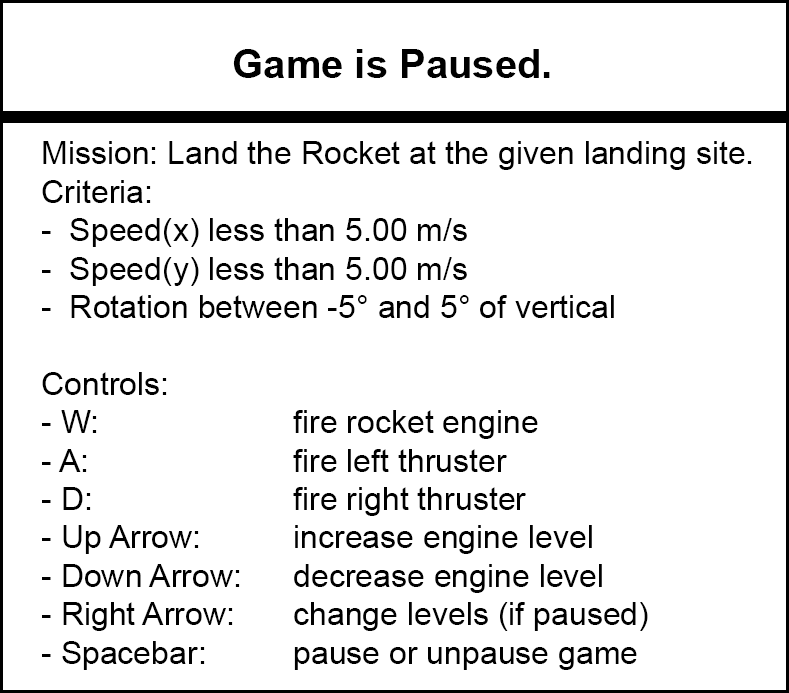 Game is Paused.
Mission: Land the Rocket at the given landing site.
Criteria:
- Speed(x) less than 5.00 m/s
- Speed(y) less than 5.00 m/s
- Rotation between -5° and 5° of vertical
Controls:
- W: fire rocket engine
- A: fire left thruster
- D: fire right thruster
- Up Arrow: increase engine level
- Down Arrow: decrease engine level
- Right Arrow: change levels (if paused)
- Spacebar: pause or unpause game